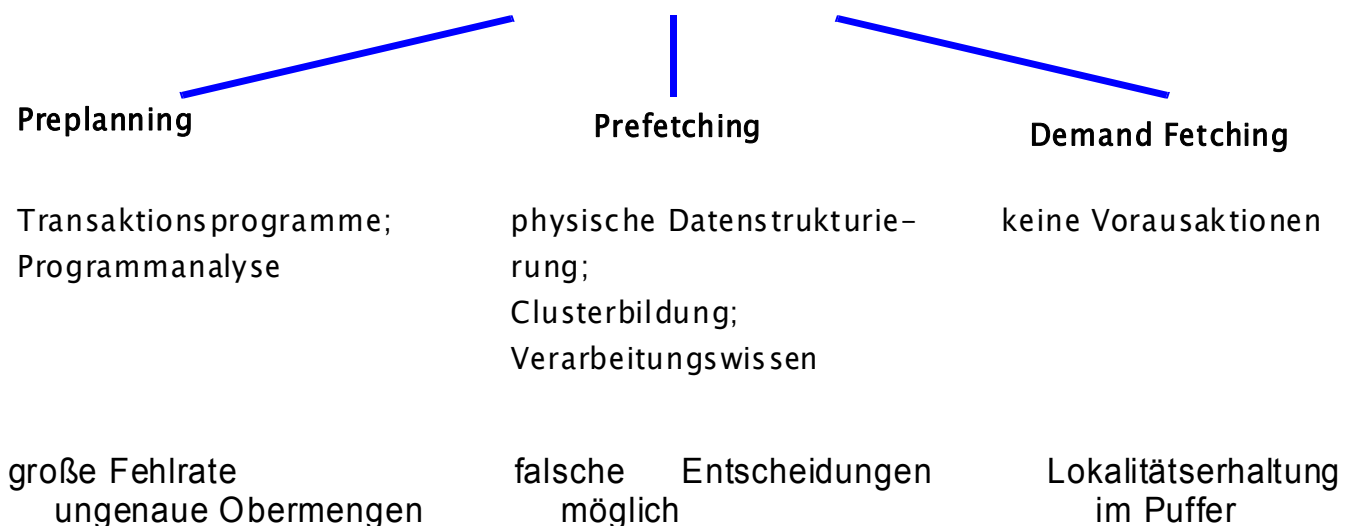 Preplanning
Transaktionsprogramme;
Programmanalyse
große Fehlrate
ungenaue Obermengen
Prefetching
physische Datenstrukturie-
rung;
Clusterbildung;
Verarbeitungswissen
falsche Entscheidungen
möglich
Demand Fetching
keine Vorausaktionen
Lokalitätserhaltung
im Puffer